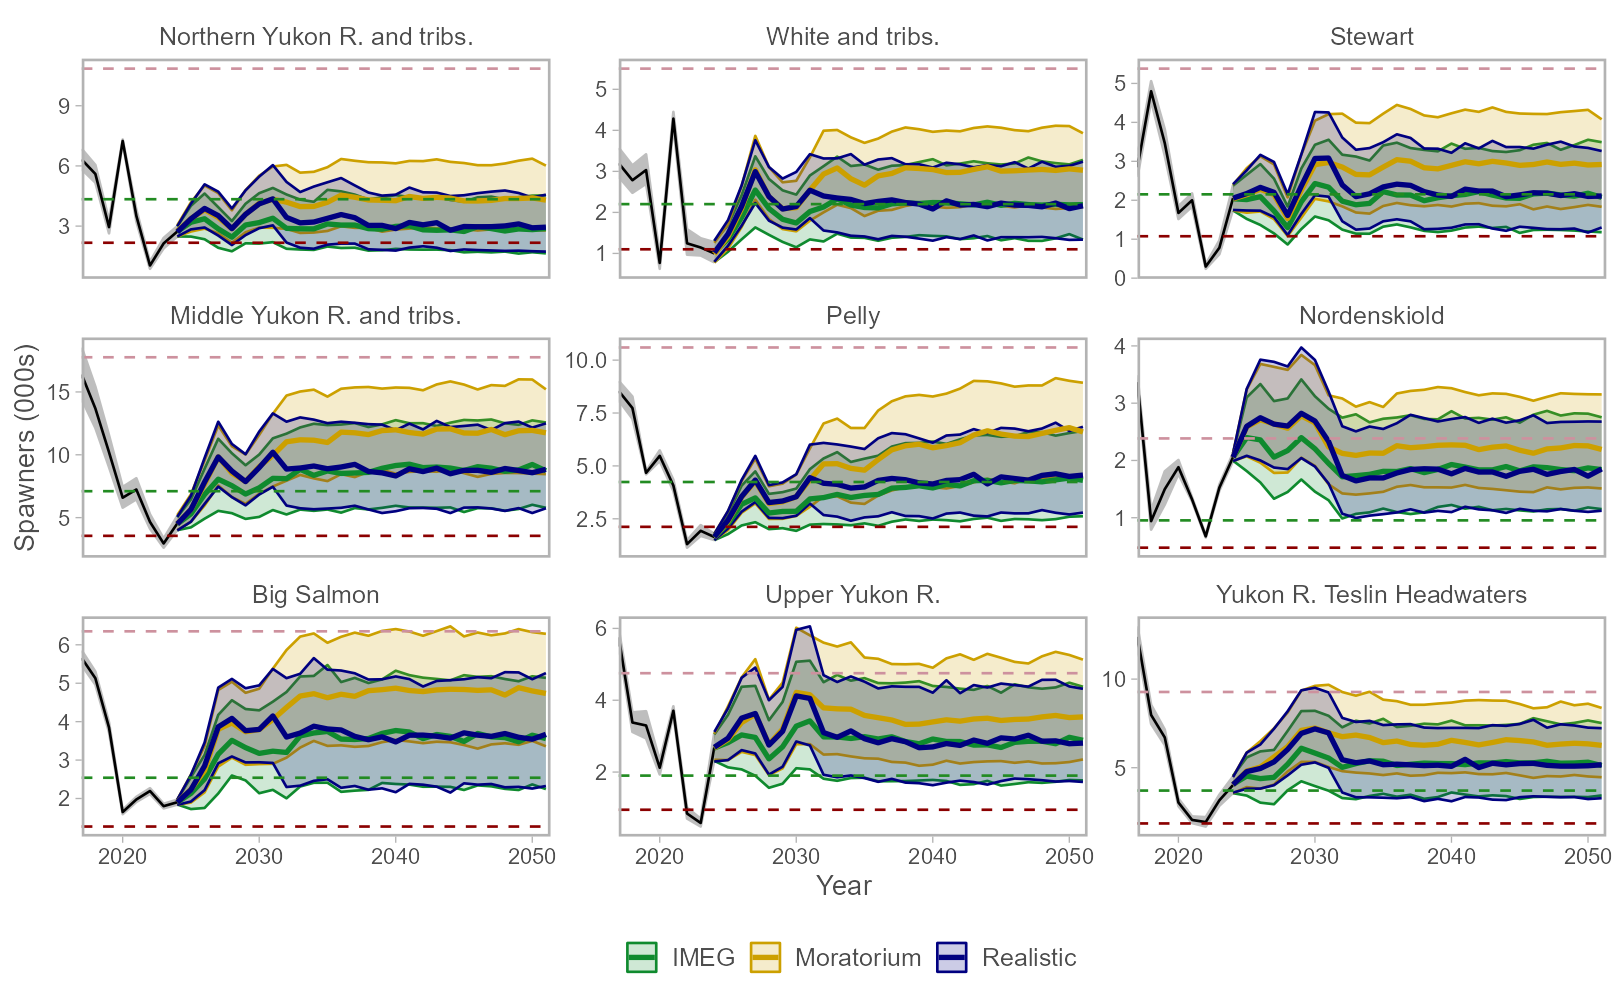 Northern Yukon R. and tribs.
White and tribs.
Stewart
9
6
3
5
4
3
2
1
5
4
3
2
1
0
Middle Yukon R. and tribs.
Pelly
Nordenskiold
Spawners (000s)
15
10
5
10.0
7.5
5.0
2.5
4
3
2
1
Big Salmon
Upper Yukon R.
Yukon R. Teslin Headwaters
6
5
4
3
2
6
4
2
10
5
2020 2030 2040 2050
2020 2030 2040 2050
2020 2030 2040 2050
Year
IMEG Moratorium Realistic